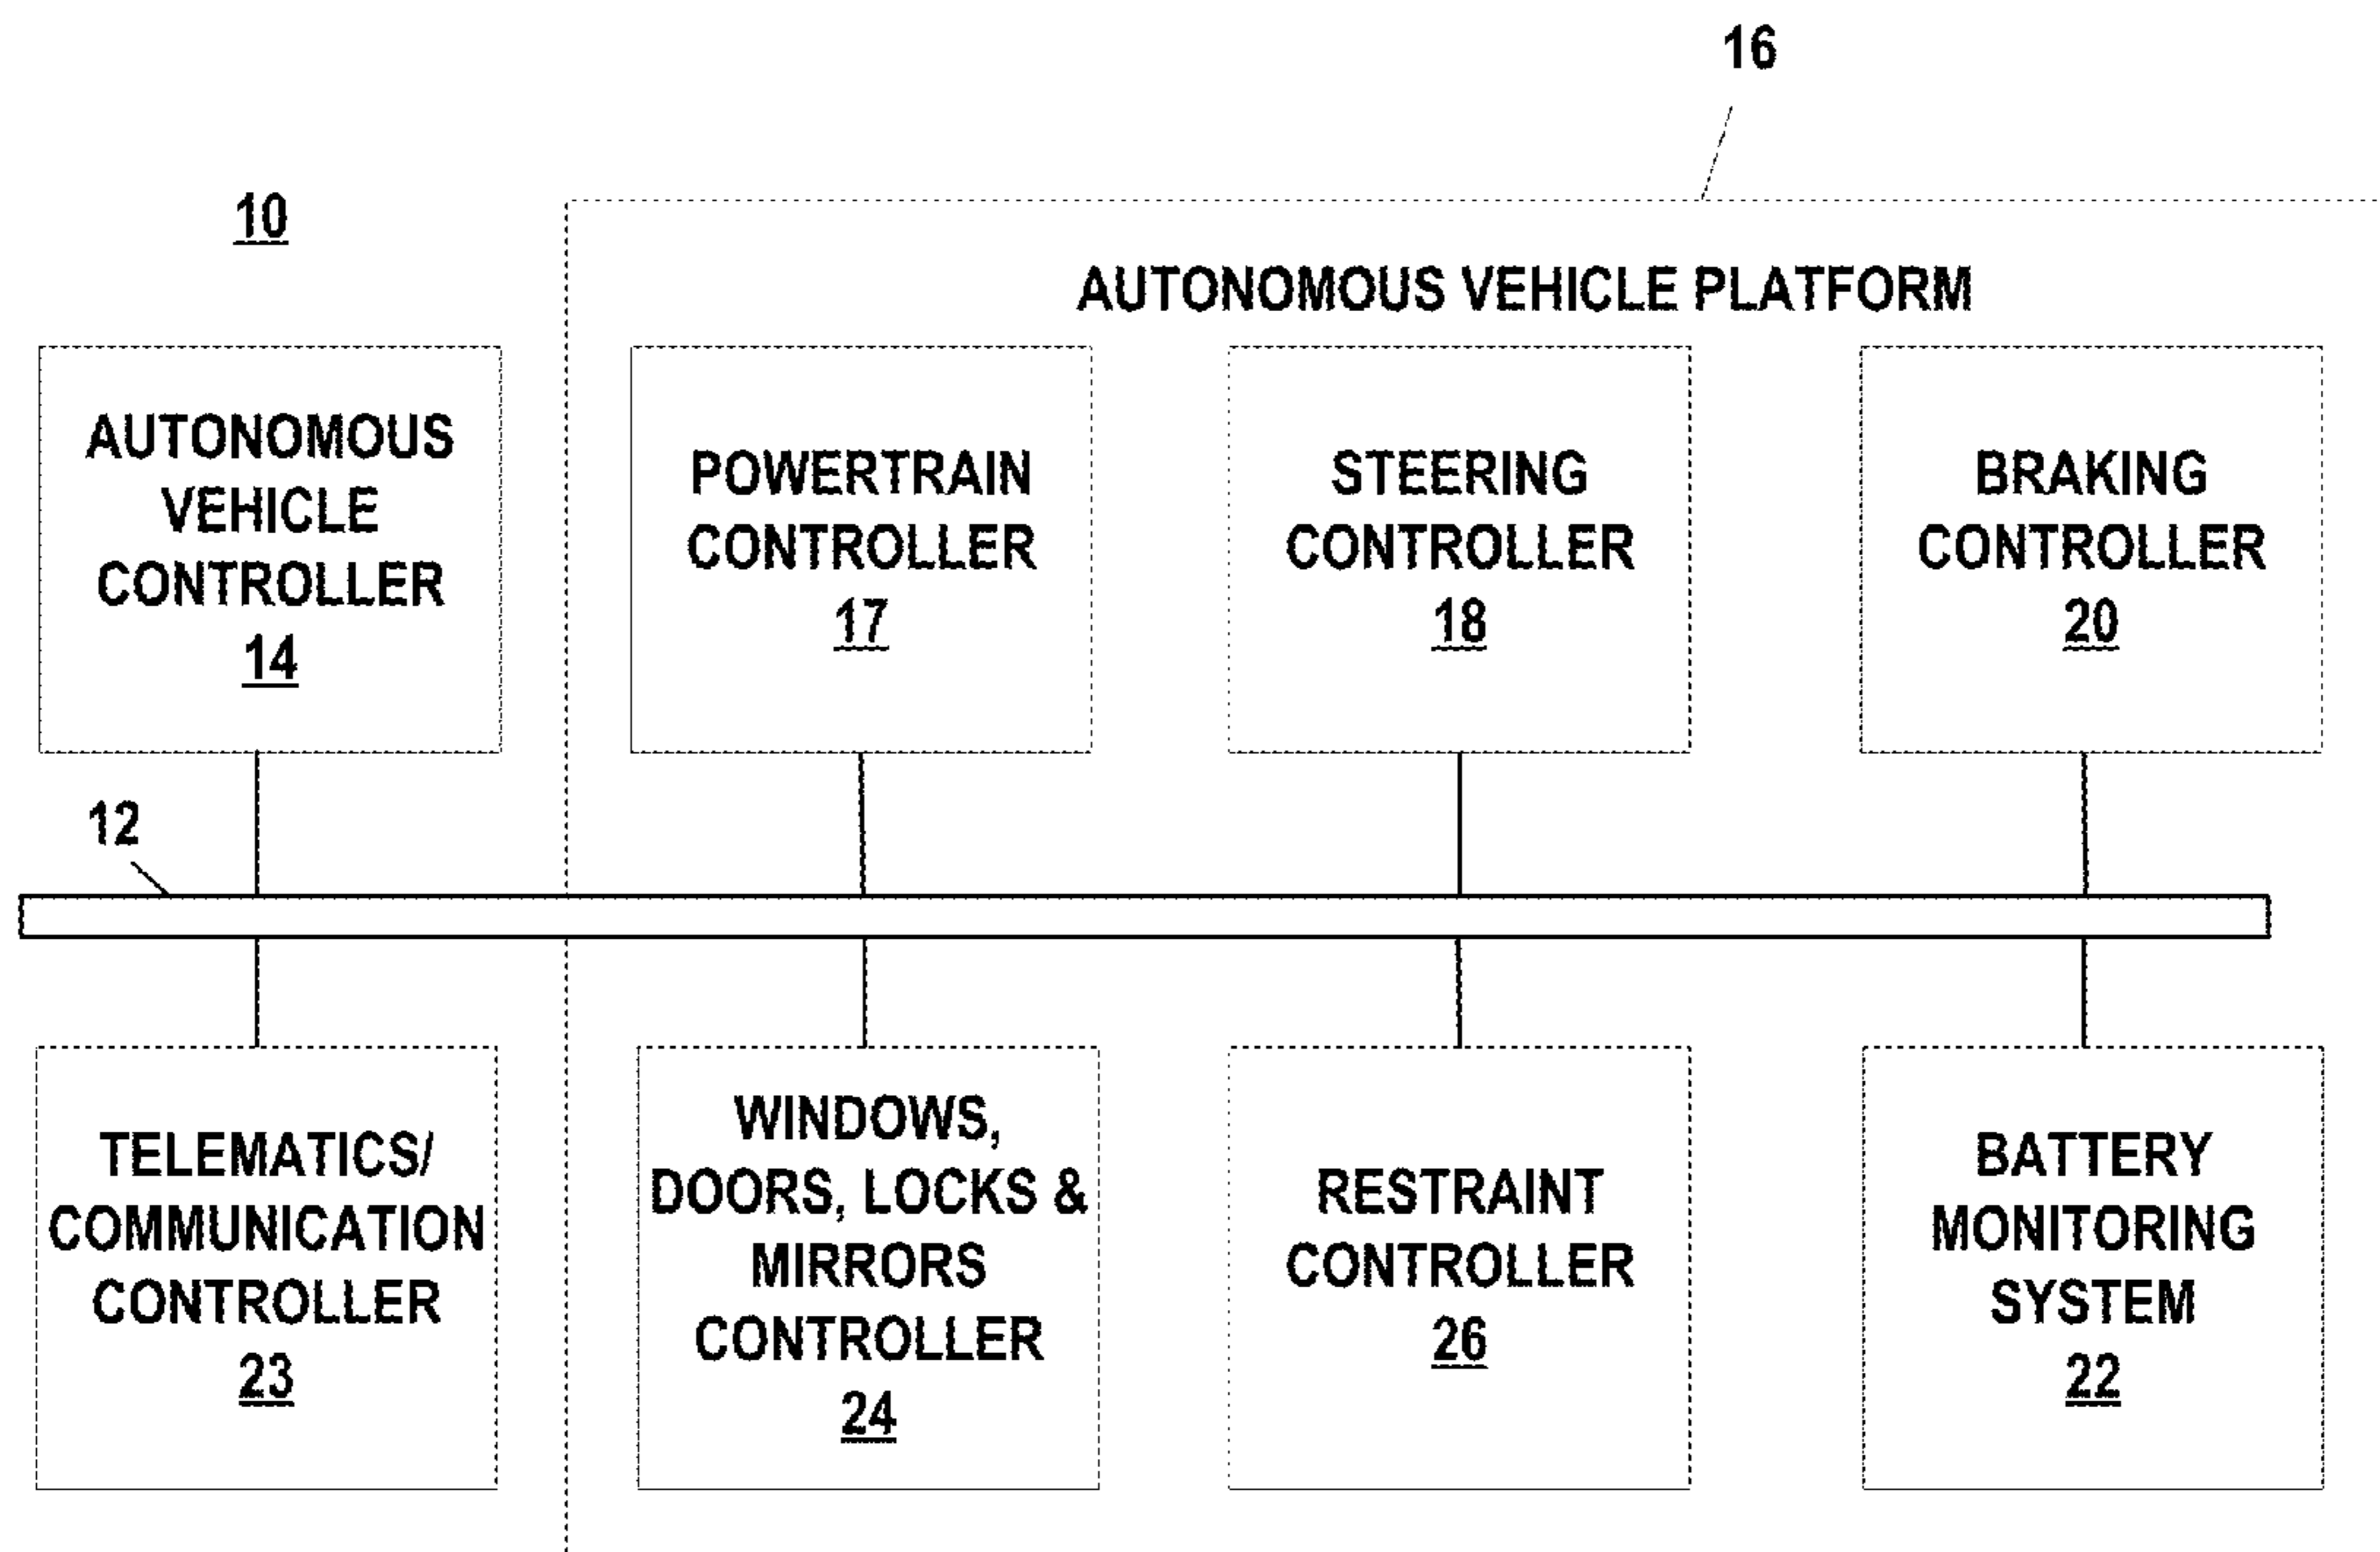 16
10
AUTONOMOUS VEHICLE PLATFORM
AUTONOMOUS
VEHICLE
CONTROLLER
14
POWERTRAIN
CONTROLLER
17
STEERING
CONTROLLER
18
BRAKING
CONTROLLER
20
12
TELEMATICS/
COMMUNICATION
CONTROLLER
23
WINDOWS,
DOORS, LOCKS &
MIRRORS
CONTROLLER
24
RESTRAINT
CONTROLLER
26
BATTERY
MONITORING
SYSTEM
22